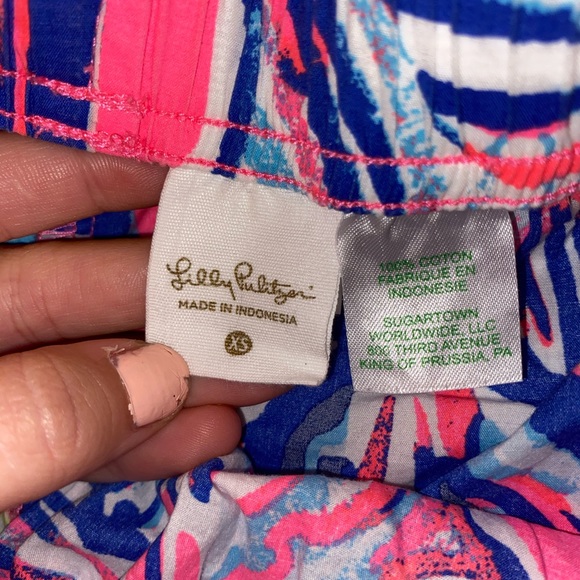 Lilly Pulitzer
MADE IN INDONESIA
XS
100% COTON
FABRIQUE EN
INDONESIE
SUGARTOWN
WORLDWIDE, LLC
800 THIRD AVENUE
KING OF PRUSSIA, PA